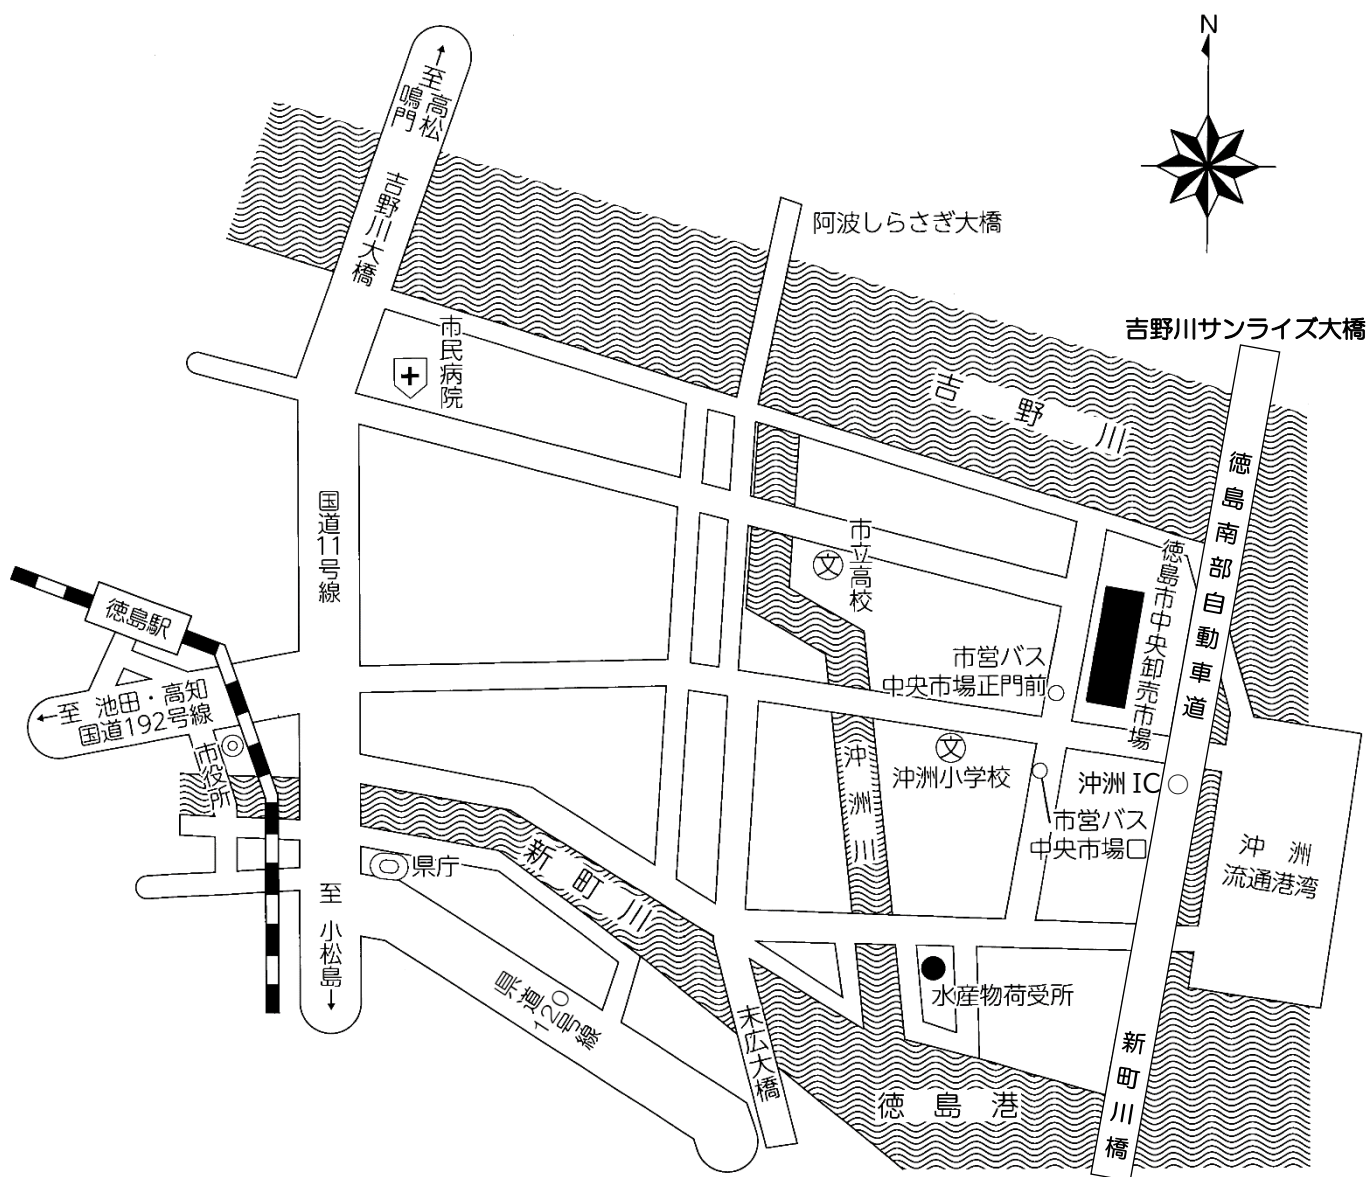 N
↑至高松
鳴門
吉野川大橋
阿波しらさぎ大橋
吉野川サンライズ大橋
市民病院
吉野川
徳島南部自動車道
国道11号線
文
市立高校
徳島市中央卸売市場
徳島駅
市営バス
中央市場正門前
←至 池田・高知
国道192号線
市役所
文
沖洲小学校
沖洲川
沖洲IC
市営バス
中央市場口
沖洲
流通港湾
県庁
新町川
至 小松島→
県道120号線
水産物荷受所
末広大橋
徳島港
新町川橋